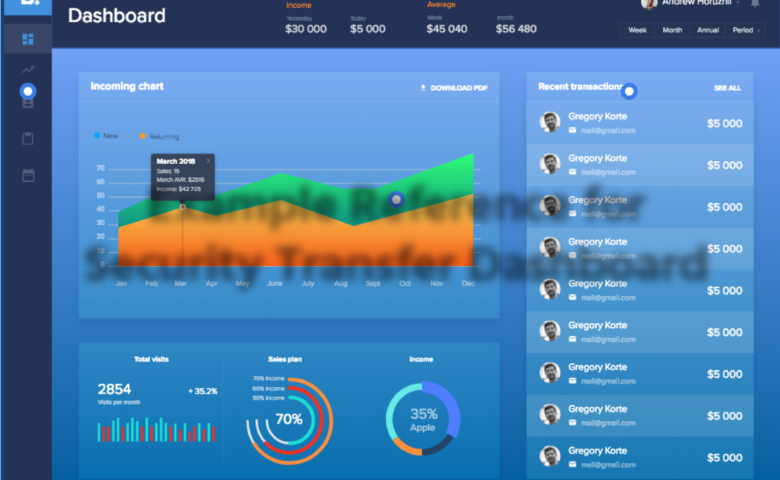 Dashboard
Income
Yesterday
$30 000
Today
$5 000
Average
Week
$45 040
month
$56 480
Andrew Horuzhii
Week Month Annual Period
Incoming chart
DOWNLOAD PDF
New
Returning
March 2018
Sales: 15
March AVR: $2515
Income: $42 725
70
60
50
40
30
20
10
0
Jan Feb Mar Apr May June July Aug Sept Oct Nov Dec
Example Reference for
Security Transfer Dashboard
Recent transactions
SEE ALL
Gregory Korte
mail@gmail.com
$5 000
Gregory Korte
mail@gmail.com
$5 000
Gregory Korte
mail@gmail.com
$5 000
Gregory Korte
mail@gmail.com
$5 000
Gregory Korte
mail@gmail.com
$5 000
Gregory Korte
mail@gmail.com
$5 000
Gregory Korte
mail@gmail.com
$5 000
Gregory Korte
mail@gmail.com
$5 000
Gregory Korte
mail@gmail.com
$5 000
Total visits
2854
Visits per month
+ 35.2%
Sales plan
70% Income
60% Income
50% Income
70%
Income
35%
Apple